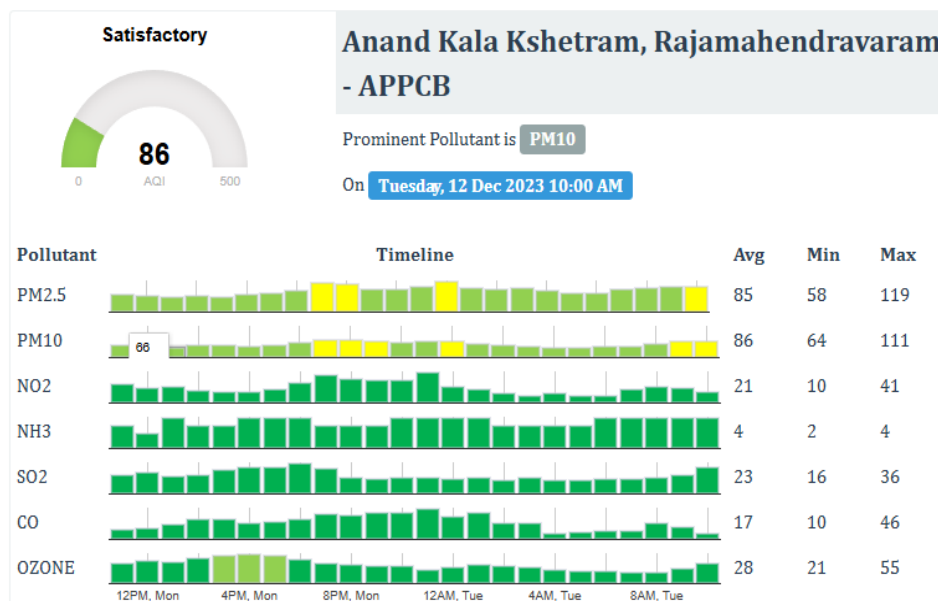 Satisfactory
86
0 AQI 500
Anand Kala Kshetram, Rajamahendravaram
- APPCB
Prominent Pollutant is PM10
On Tuesday, 12 Dec 2023 10:00 AM
Pollutant Timeline Avg Min Max
PM2.5 85 58 119
PM10 66 86 64 111
NO2 21 10 41
NH3 4 2 4
SO2 23 16 36
CO 17 10 46
OZONE 28 21 55
12PM, Mon 4PM, Mon 8PM, Mon 12AM, Tue 4AM, Tue 8AM, Tue